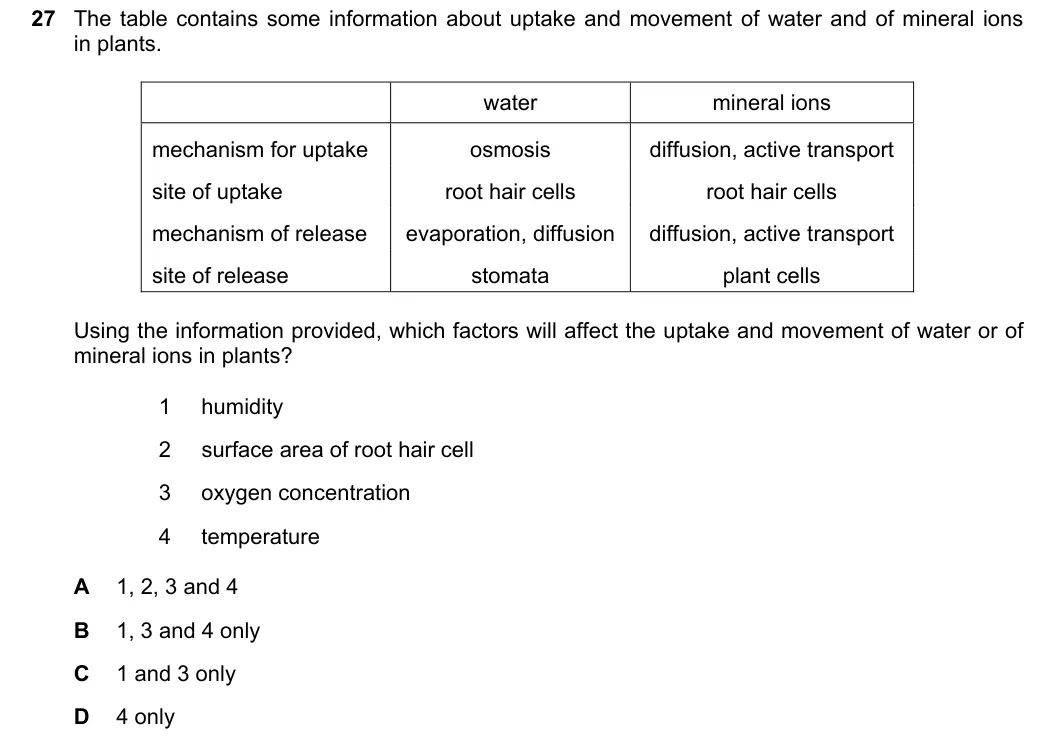 27 The table contains some information about uptake and movement of water and of mineral ions
in plants.
water mineral ions
mechanism for uptake osmosis diffusion, active transport
site of uptake root hair cells root hair cells
mechanism of release evaporation, diffusion diffusion, active transport
site of release stomata plant cells
Using the information provided, which factors will affect the uptake and movement of water or of
mineral ions in plants?
1 humidity
2 surface area of root hair cell
3 oxygen concentration
4 temperature
A 1, 2, 3 and 4
B 1, 3 and 4 only
C 1 and 3 only
D 4 only